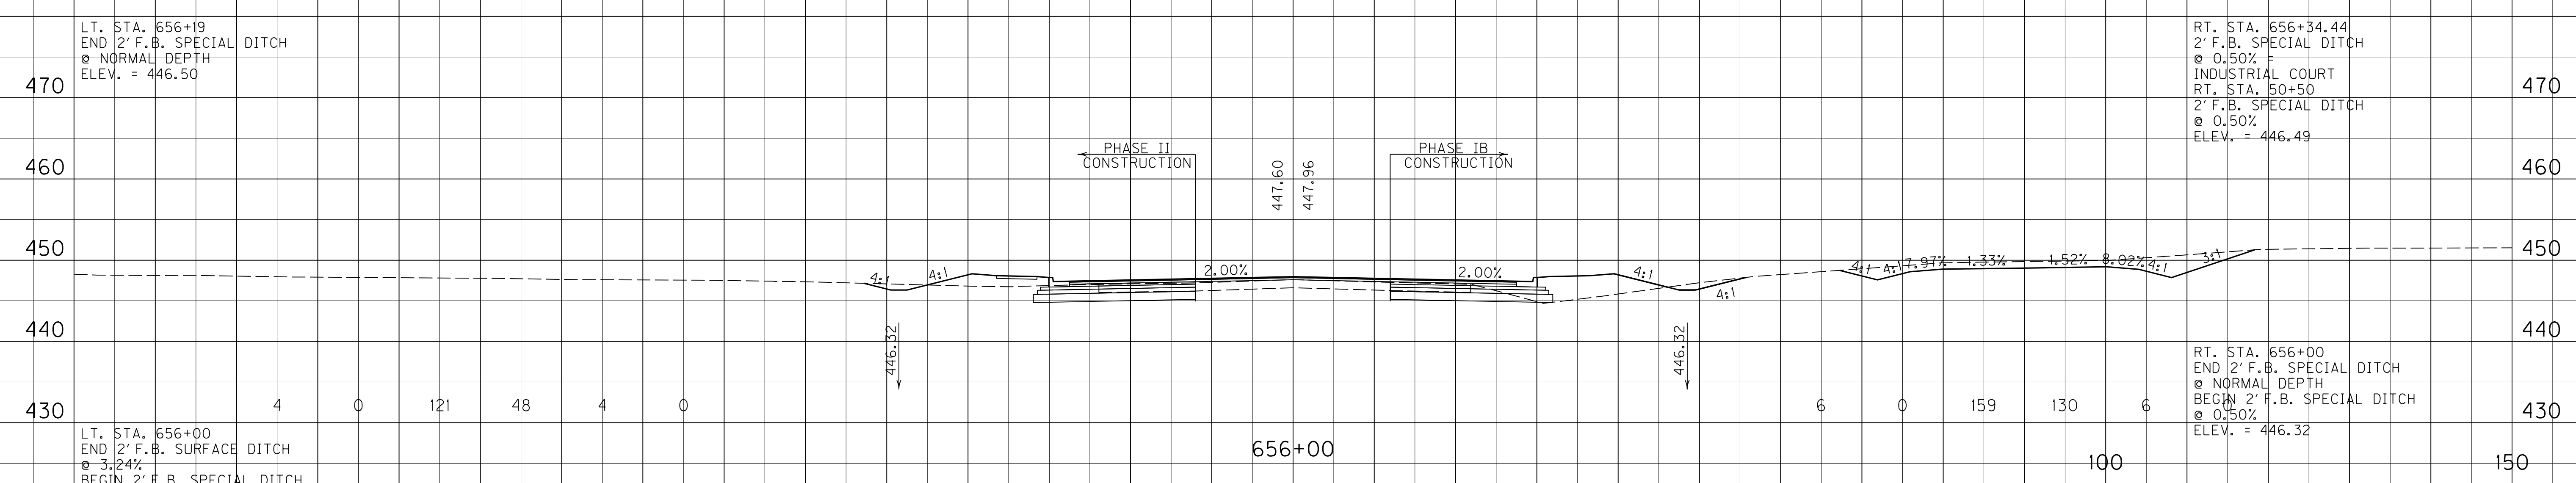 LT. STA. 656+19
END 2' F.B. SPECIAL DITCH
@ NORMAL DEPTH
ELEV. = 446.50
RT. STA. 656+34.44
2' F.B. SPECIAL DITCH
@ 0.50% =
INDUSTRIAL COURT
RT. STA. 50+50
2' F.B. SPECIAL DITCH
@ 0.50%
ELEV. = 446.49
470 470
PHASE II
CONSTRUCTION
447.60
447.96
PHASE IB
CONSTRUCTION
460 460
450 450
4:1 4:1 2.00% 2.00% 4:1 4:1 4:1 4:1 7.97% 1.33% 1.52% 8.02% 4:1 3:1
446.32 446.32
440 440
RT. STA. 656+00
END 2' F.B. SPECIAL DITCH
@ NORMAL DEPTH
BEGIN 2' F.B. SPECIAL DITCH
@ 0.50%
ELEV. = 446.32
4 0 121 48 4 0 6 0 159 130 6 0
430 430
LT. STA. 656+00
END 2' F.B. SURFACE DITCH
@ 3.24%
BEGIN 2' F.B. SPECIAL DITCH
656+00
100 150